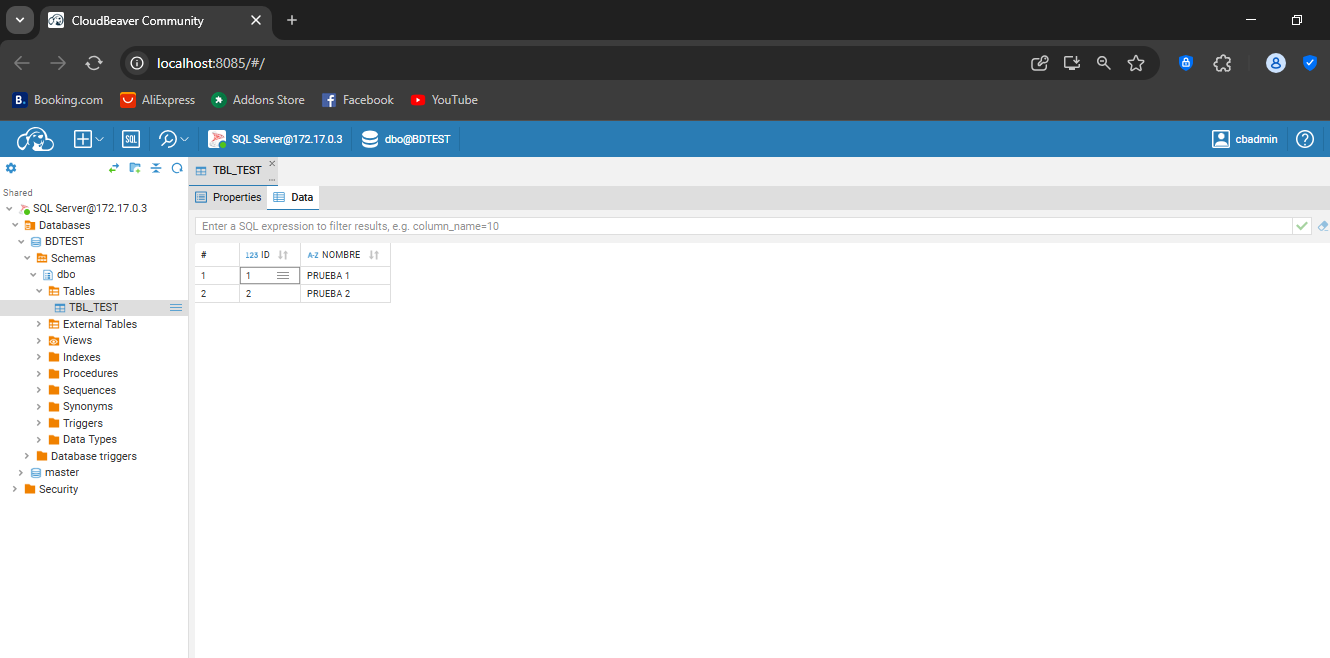 CloudBeaver Community
localhost:8085/#/
B. Booking.com AliExpress Addons Store Facebook YouTube
SQL SQL Server@172.17.0.3 dbo@BDTEST cbadmin ?
TBL_TEST
Properties Data
Shared
SQL Server@172.17.0.3
Databases
BDTEST
Schemas
dbo
Tables
TBL_TEST
External Tables
Views
Indexes
Procedures
Sequences
Synonyms
Triggers
Data Types
Database triggers
master
Security
Enter a SQL expression to filter results, e.g. column_name=10
# 123 ID A-Z NOMBRE
1 1 PRUEBA 1
2 2 PRUEBA 2